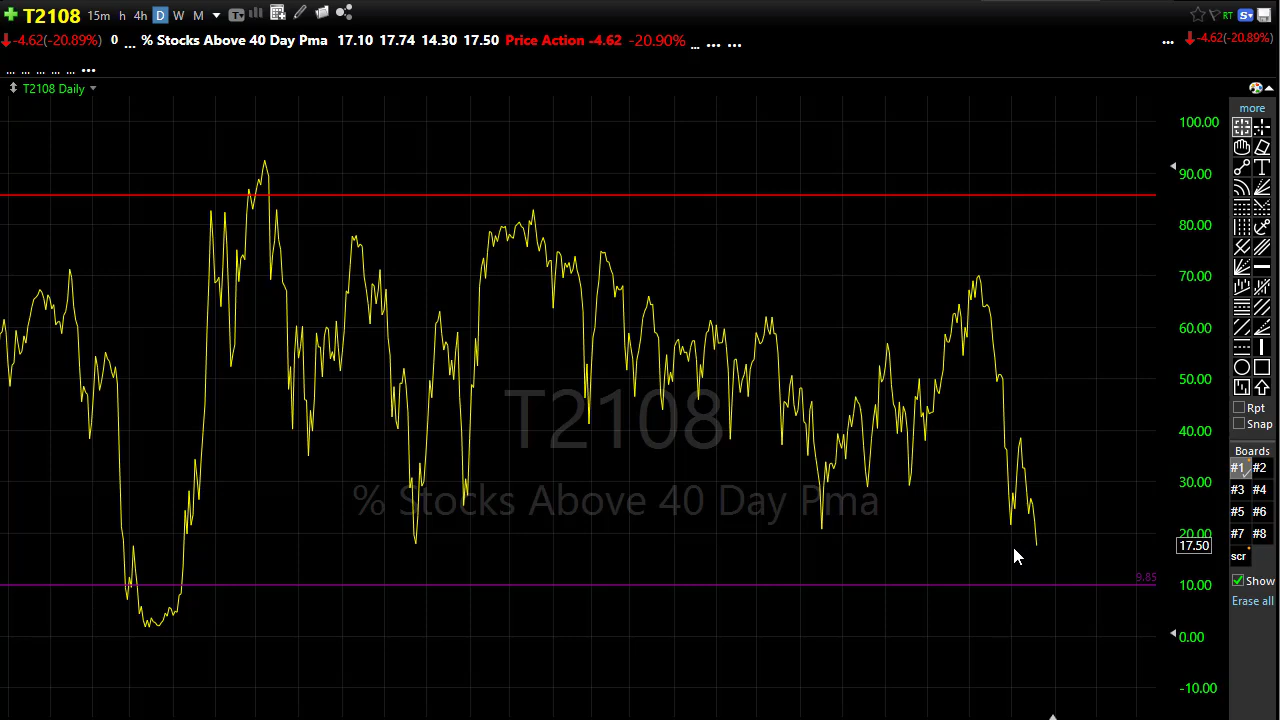 T2108 15m h 4h D W M T RT S
-4.62(-20.89%) 0 ... % Stocks Above 40 Day Pma 17.10 17.74 14.30 17.50 Price Action -4.62 -20.90% ... ... ... ... -4.62(-20.89%)
... ... ... ... ... ...
T2108 Daily
more
100.00
90.00
80.00
70.00
60.00
50.00
40.00
30.00
20.00
17.50
9.85
10.00
0.00
-10.00
T2108
% Stocks Above 40 Day Pma
T
Rpt
Snap
Boards
#1 #2
#3 #4
#5 #6
#7 #8
scr
Show
Erase all